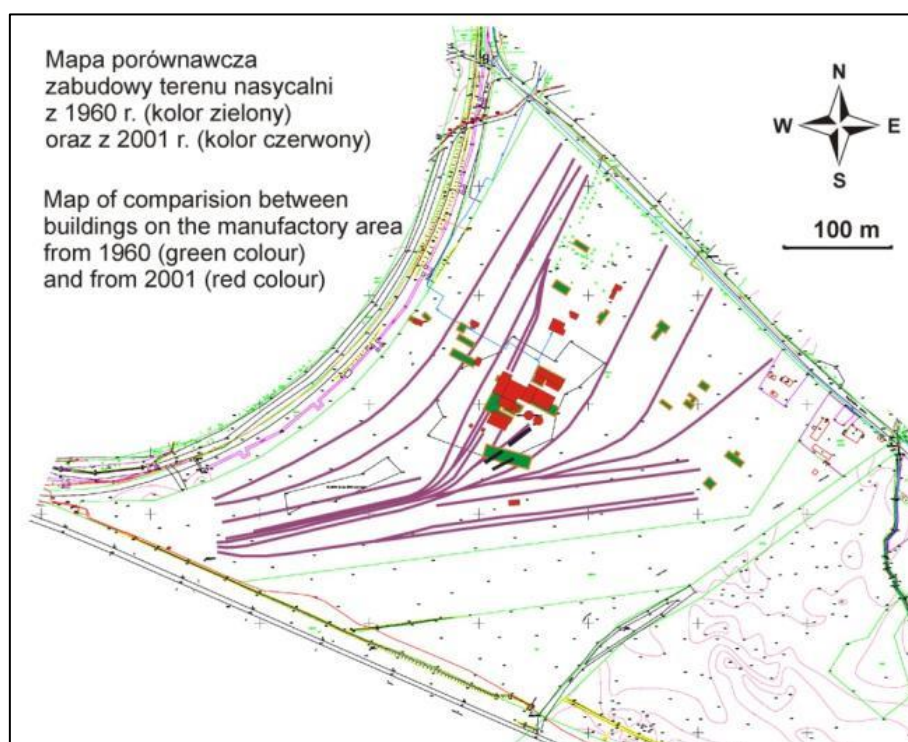 Mapa porównawcza
zabudowy terenu nasycalni
z 1960 r. (kolor zielony)
oraz z 2001 r. (kolor czerwony)
Map of comparision between
buildings on the manufactory area
from 1960 (green colour)
and from 2001 (red colour)
N
W E
S
100 m